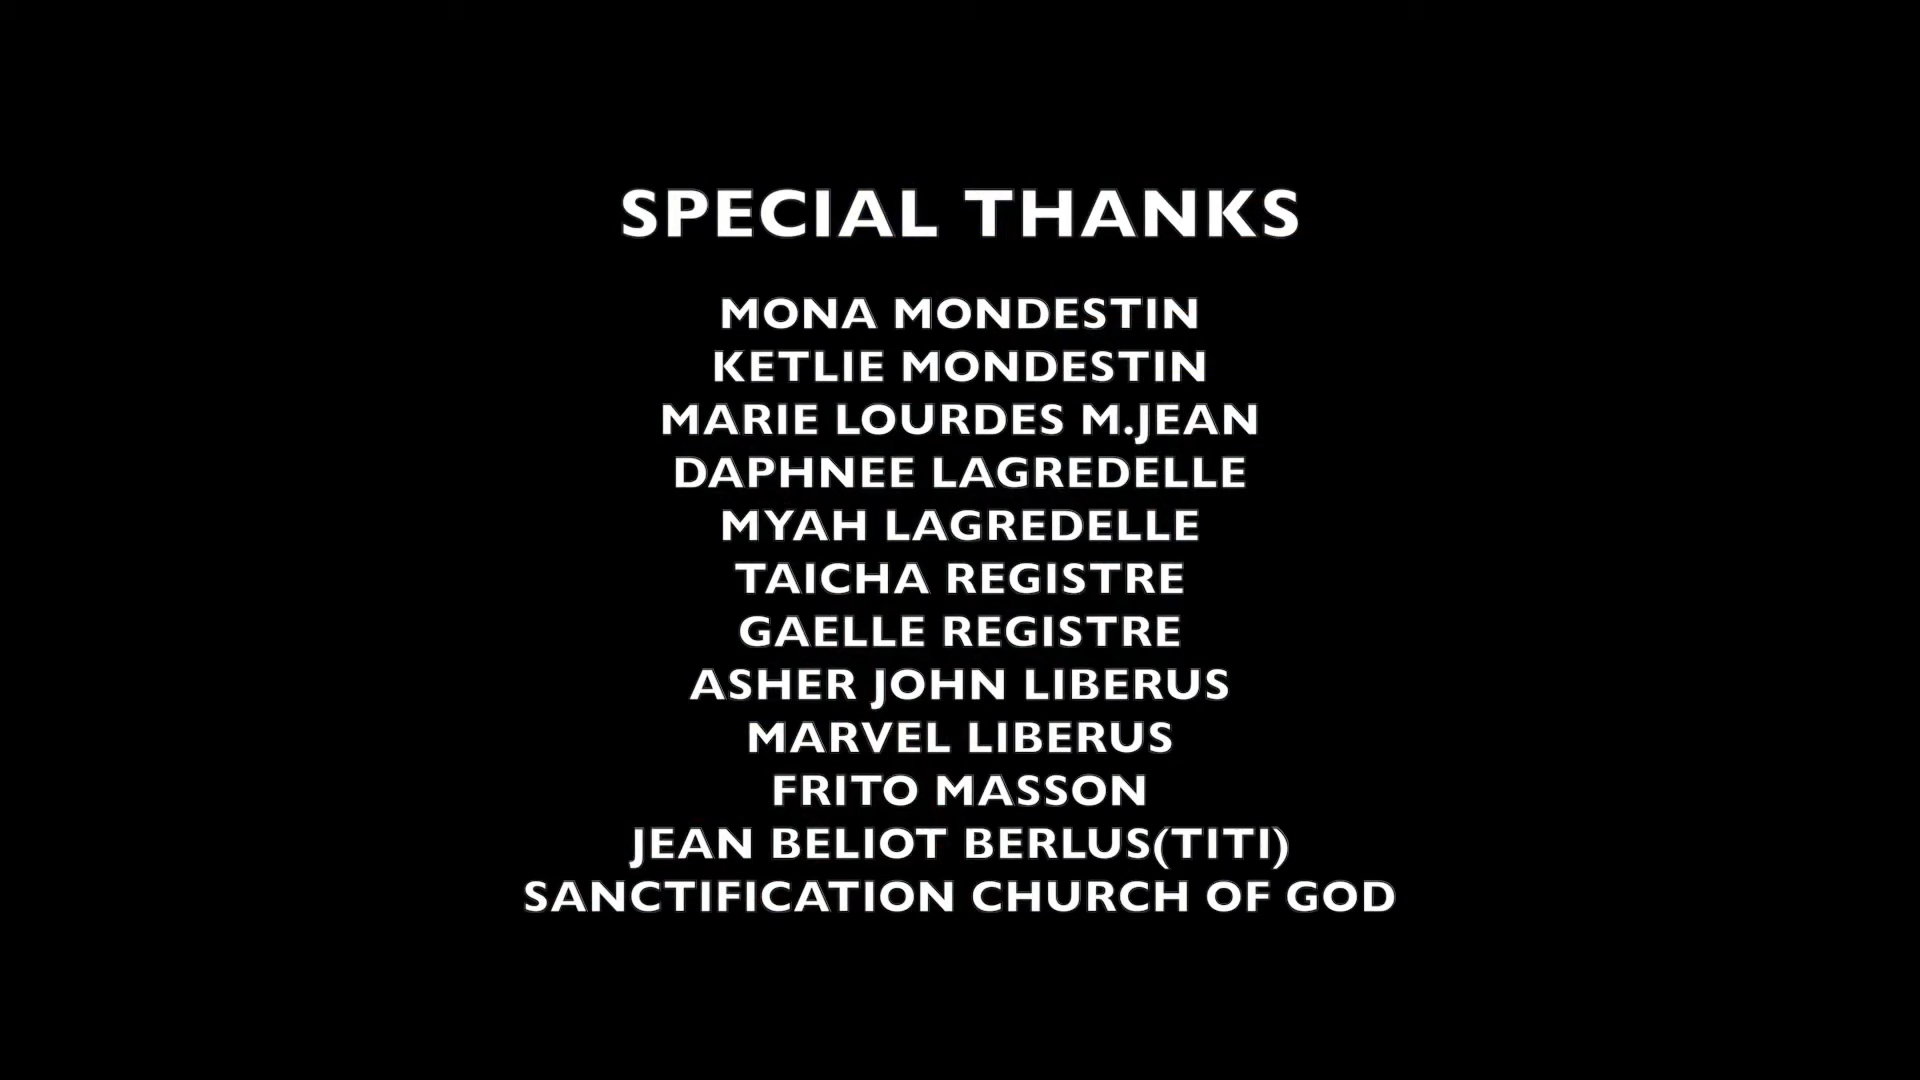 SPECIAL THANKS
MONA MONDESTIN
KETLIE MONDESTIN
MARIE LOURDES M.JEAN
DAPHNEE LAGREDELLE
MYAH LAGREDELLE
TAICHA REGISTRE
GAELLE REGISTRE
ASHER JOHN LIBERUS
MARVEL LIBERUS
FRITO MASSON
JEAN BELIOT BERLUS(TITI)
SANCTIFICATION CHURCH OF GOD